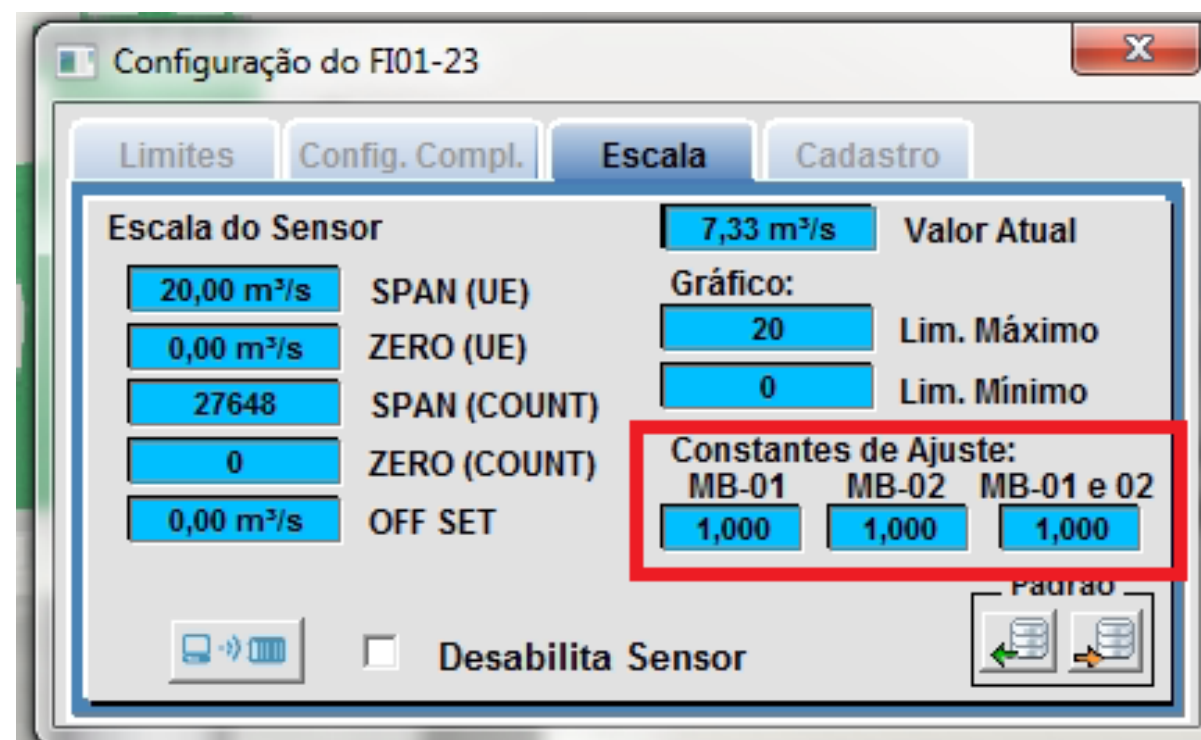 Configuração do FI01-23
Limites Config. Compl. Escala Cadastro
Escala do Sensor
20,00 m³/s SPAN (UE)
0,00 m³/s ZERO (UE)
27648 SPAN (COUNT)
0 ZERO (COUNT)
0,00 m³/s OFF SET
7,33 m³/s Valor Atual
Gráfico:
20 Lim. Máximo
0 Lim. Mínimo
Constantes de Ajuste:
MB-01 MB-02 MB-01 e 02
1,000 1,000 1,000
Padrão
Desabilita Sensor